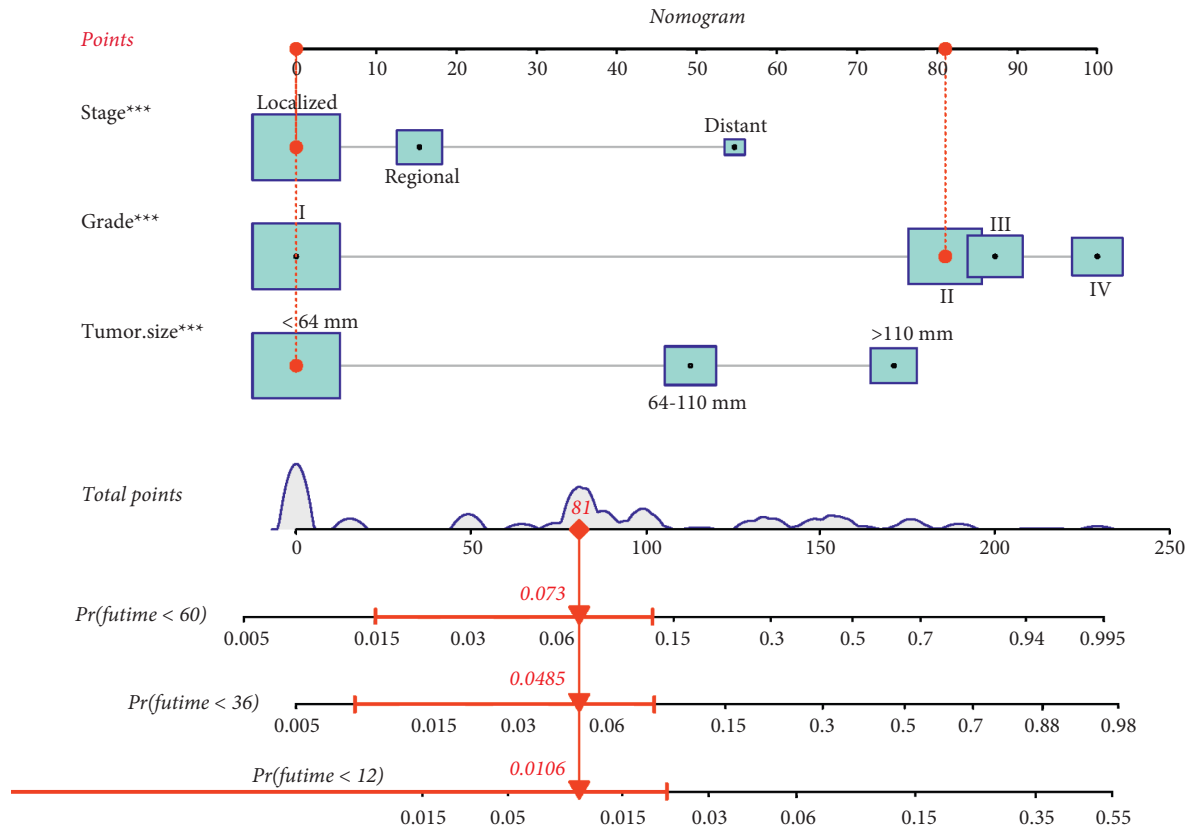 Nomogram
Points
0 10 20 30 40 50 60 70 80 90 100
Localized
Stage***
Distant
Regional
I
Grade***
III
II
IV
< 64 mm
Tumor.size***
>110 mm
64-110 mm
Total points
81
0 50 100 150 200 250
0.073
Pr(futime < 60)
0.005 0.015 0.03 0.06 0.15 0.3 0.5 0.7 0.94 0.995
0.0485
Pr(futime < 36)
0.005 0.015 0.03 0.06 0.15 0.3 0.5 0.7 0.88 0.98
0.0106
Pr(futime < 12)
0.015 0.05 0.015 0.03 0.06 0.15 0.35 0.55